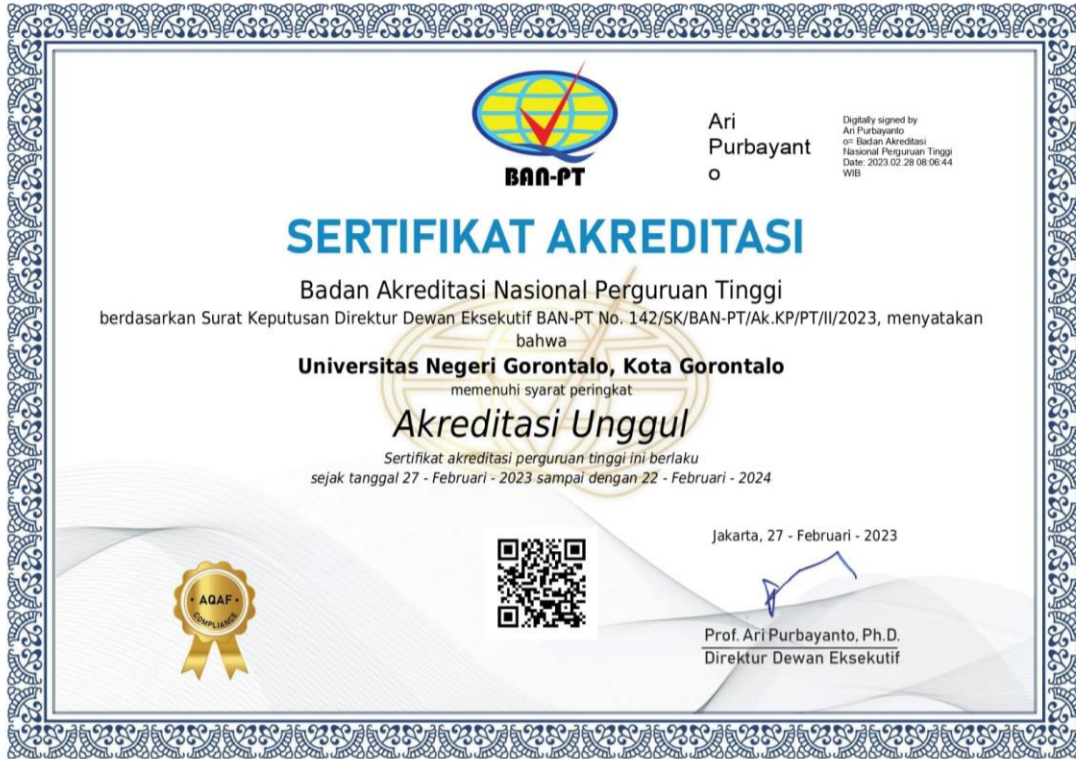 BAN-PT
Ari
Purbayant
o
Digitally signed by
Ari Purbayanto
o= Badan Akreditasi
Nasional Perguruan Tinggi
Date: 2023.02.28 08:06:44
WIB
SERTIFIKAT AKREDITASI
Badan Akreditasi Nasional Perguruan Tinggi
berdasarkan Surat Keputusan Direktur Dewan Eksekutif BAN-PT No. 142/SK/BAN-PT/Ak.KP/PT/II/2023, menyatakan
bahwa
Universitas Negeri Gorontalo, Kota Gorontalo
memenuhi syarat peringkat
Akreditasi Unggul
Sertifikat akreditasi perguruan tinggi ini berlaku
sejak tanggal 27 - Februari - 2023 sampai dengan 22 - Februari - 2024
Jakarta, 27 - Februari - 2023
AQAF
COMPLIANCE
Prof. Ari Purbayanto, Ph.D.
Direktur Dewan Eksekutif